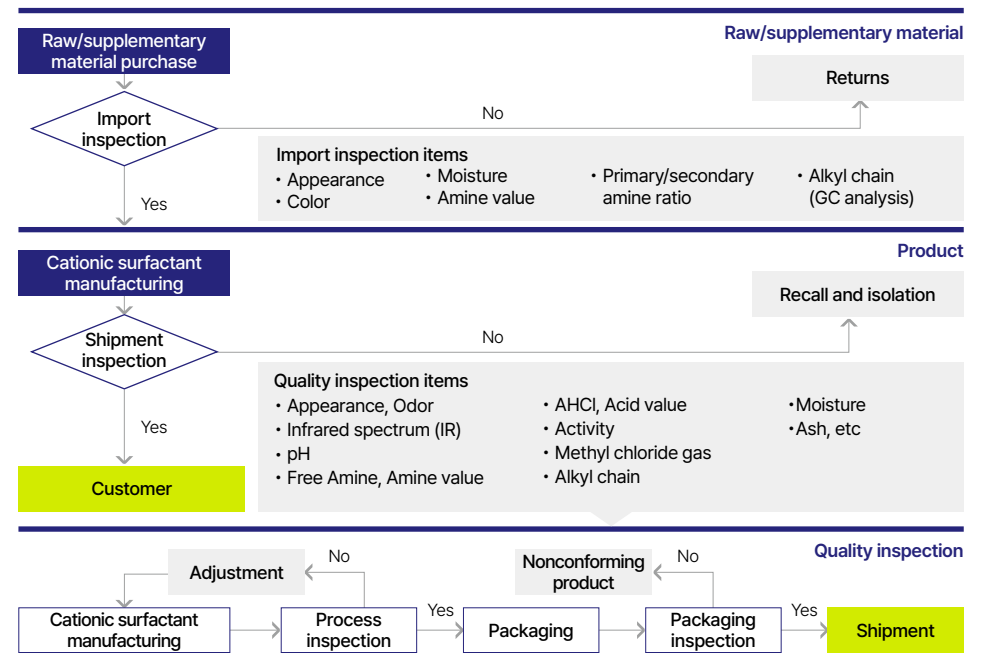 Raw/supplementary material
Raw/supplementary
material purchase
Returns
Import
inspection
No
Yes
Import inspection items
• Appearance
• Color
• Moisture
• Amine value
• Primary/secondary
amine ratio
• Alkyl chain
(GC analysis)
Product
Cationic surfactant
manufacturing
Recall and isolation
Shipment
inspection
No
Yes
Customer
Quality inspection items
• Appearance, Odor
• Infrared spectrum (IR)
• pH
• Free Amine, Amine value
• AHCl, Acid value
• Activity
• Methyl chloride gas
• Alkyl chain
•Moisture
•Ash, etc
Quality inspection
Adjustment
No
Nonconforming
product
No
Cationic surfactant
manufacturing
Process
inspection
Yes
Packaging
Packaging
inspection
Yes
Shipment